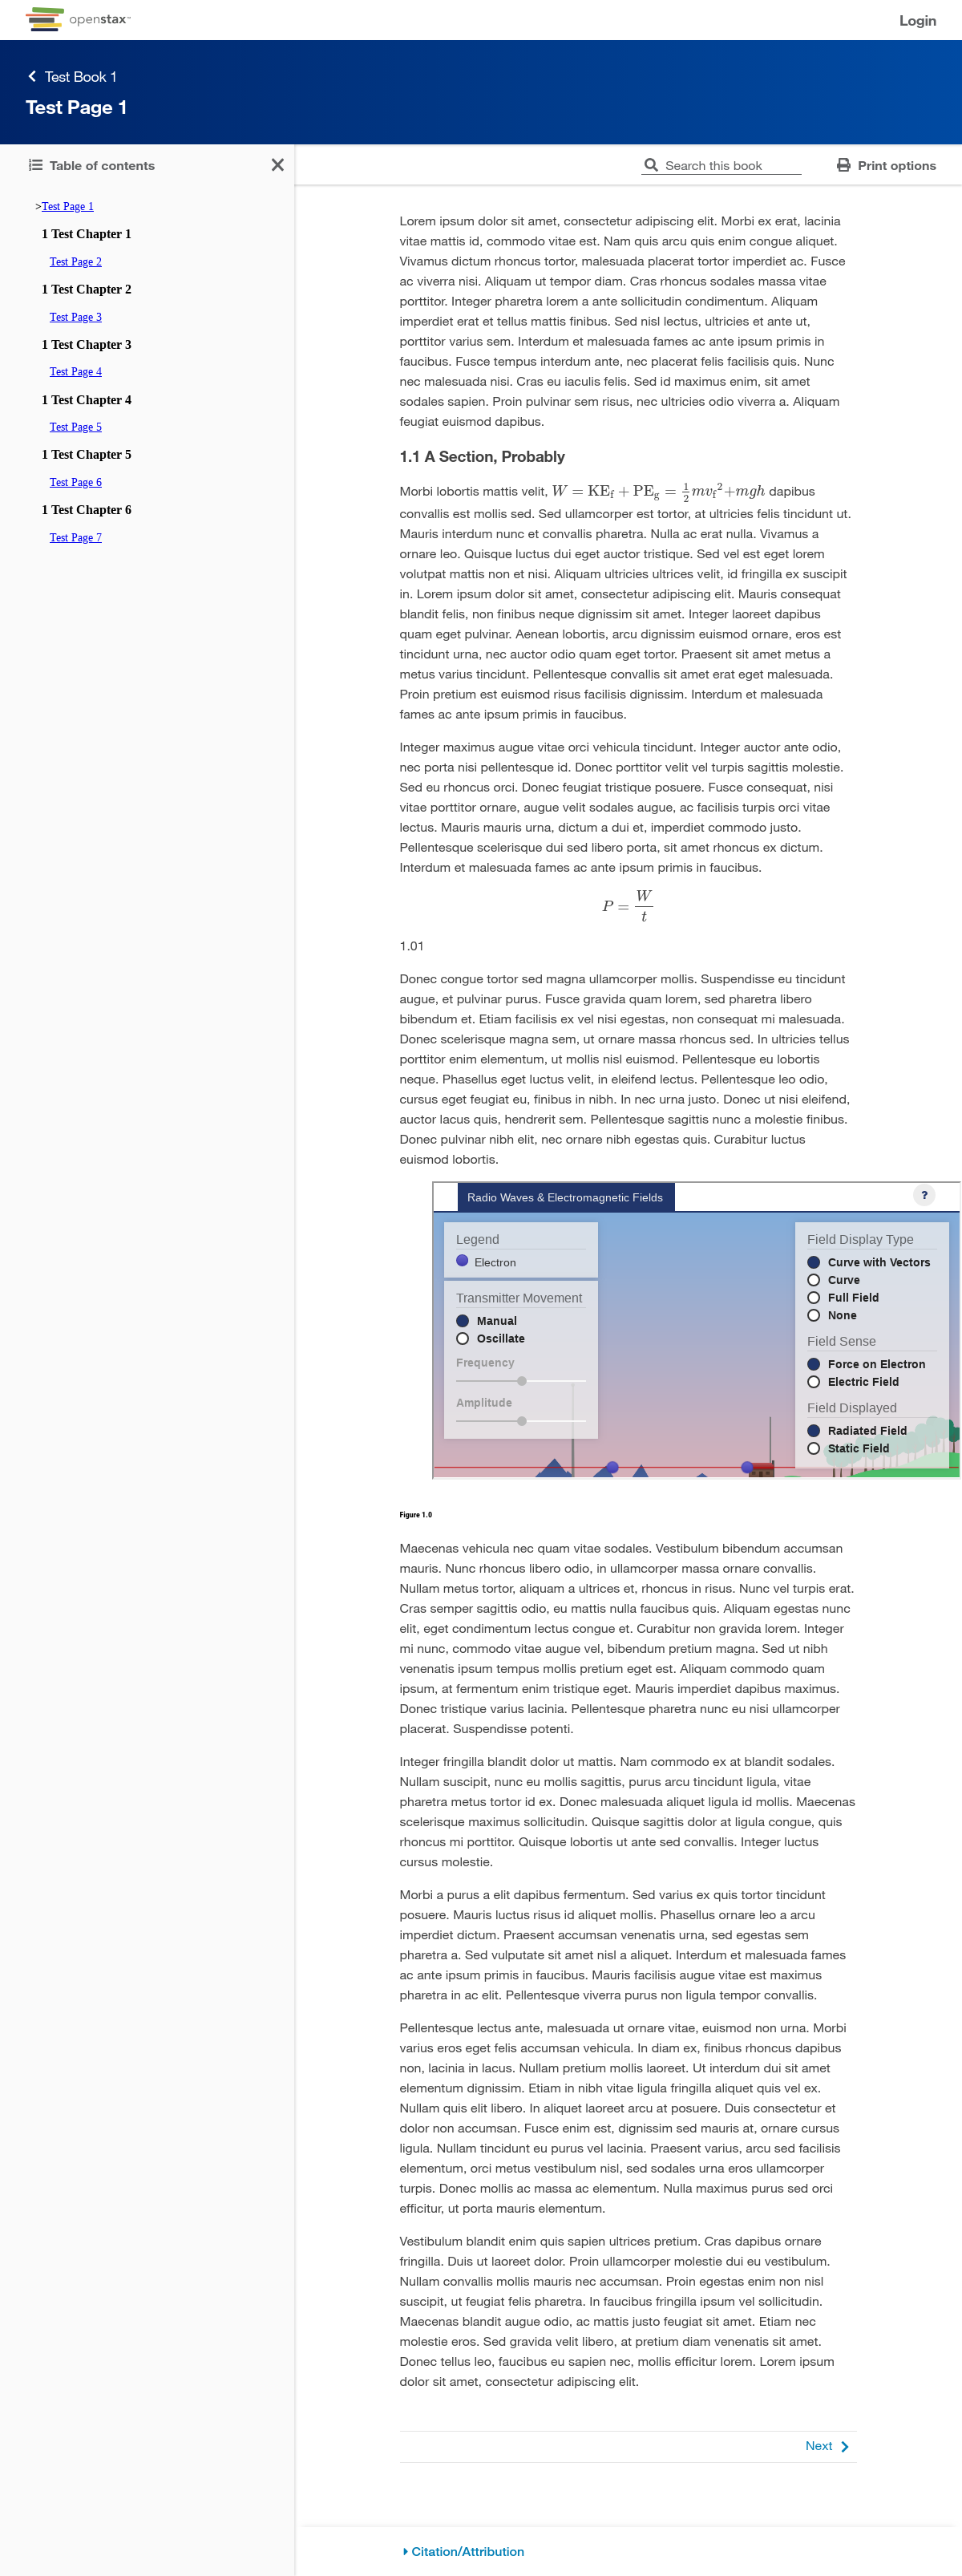 openstax™
Login
Test Book 1
Test Page 1
Table of contents
Search this book
Print options
>Test Page 1
1 Test Chapter 1
Test Page 2
1 Test Chapter 2
Test Page 3
1 Test Chapter 3
Test Page 4
1 Test Chapter 4
Test Page 5
1 Test Chapter 5
Test Page 6
1 Test Chapter 6
Test Page 7
Lorem ipsum dolor sit amet, consectetur adipiscing elit. Morbi ex erat, lacinia
vitae mattis id, commodo vitae est. Nam quis arcu quis enim congue aliquet.
Vivamus dictum rhoncus tortor, malesuada placerat tortor imperdiet ac. Fusce
ac viverra nisi. Aliquam ut tempor diam. Cras rhoncus sodales massa vitae
porttitor. Integer pharetra lorem a ante sollicitudin condimentum. Aliquam
imperdiet erat et tellus mattis finibus. Sed nisl lectus, ultricies et ante ut,
porttitor varius sem. Interdum et malesuada fames ac ante ipsum primis in
faucibus. Fusce tempus interdum ante, nec placerat felis facilisis quis. Nunc
nec malesuada nisi. Cras eu iaculis felis. Sed id maximus enim, sit amet
sodales sapien. Proin pulvinar sem risus, nec ultricies odio viverra a. Aliquam
feugiat euismod dapibus.
1.1 A Section, Probably
Morbi lobortis mattis velit, W = KE_f + PE_g = 1/2 mv_f² + mgh dapibus
convallis est mollis sed. Sed ullamcorper est tortor, at ultricies felis tincidunt ut.
Mauris interdum nunc et convallis pharetra. Nulla ac erat nulla. Vivamus a
ornare leo. Quisque luctus dui eget auctor tristique. Sed vel est eget lorem
volutpat mattis non et nisi. Aliquam ultricies ultrices velit, id fringilla ex suscipit
in. Lorem ipsum dolor sit amet, consectetur adipiscing elit. Mauris consequat
blandit felis, non finibus neque dignissim sit amet. Integer laoreet dapibus
quam eget pulvinar. Aenean lobortis, arcu dignissim euismod ornare, eros est
tincidunt urna, nec auctor odio quam eget tortor. Praesent sit amet metus a
metus varius tincidunt. Pellentesque convallis sit amet erat eget malesuada.
Proin pretium est euismod risus facilisis dignissim. Interdum et malesuada
fames ac ante ipsum primis in faucibus.
Integer maximus augue vitae orci vehicula tincidunt. Integer auctor ante odio,
nec porta nisi pellentesque id. Donec porttitor velit vel turpis sagittis molestie.
Sed eu rhoncus orci. Donec feugiat tristique posuere. Fusce consequat, nisi
vitae porttitor ornare, augue velit sodales augue, ac facilisis turpis orci vitae
lectus. Mauris mauris urna, dictum a dui et, imperdiet commodo justo.
Pellentesque scelerisque dui sed libero porta, sit amet rhoncus ex dictum.
Interdum et malesuada fames ac ante ipsum primis in faucibus.
P = W/t
1.01
Donec congue tortor sed magna ullamcorper mollis. Suspendisse eu tincidunt
augue, et pulvinar purus. Fusce gravida quam lorem, sed pharetra libero
bibendum et. Etiam facilisis ex vel nisi egestas, non consequat mi malesuada.
Donec scelerisque magna sem, ut ornare massa rhoncus sed. In ultricies tellus
porttitor enim elementum, ut mollis nisl euismod. Pellentesque eu lobortis
neque. Phasellus eget luctus velit, in eleifend lectus. Pellentesque leo odio,
cursus eget feugiat eu, finibus in nibh. In nec urna justo. Donec ut nisi eleifend,
auctor lacus quis, hendrerit sem. Pellentesque sagittis nunc a molestie finibus.
Donec pulvinar nibh elit, nec ornare nibh egestas quis. Curabitur luctus
euismod lobortis.
Radio Waves & Electromagnetic Fields
?
Legend
Electron
Transmitter Movement
Manual
Oscillate
Frequency
Amplitude
Field Display Type
Curve with Vectors
Curve
Full Field
None
Field Sense
Force on Electron
Electric Field
Field Displayed
Radiated Field
Static Field
Figure 1.0
Maecenas vehicula nec quam vitae sodales. Vestibulum bibendum accumsan
mauris. Nunc rhoncus libero odio, in ullamcorper massa ornare convallis.
Nullam metus tortor, aliquam a ultrices et, rhoncus in risus. Nunc vel turpis erat.
Cras semper sagittis odio, eu mattis nulla faucibus quis. Aliquam egestas nunc
elit, eget condimentum lectus congue et. Curabitur non gravida lorem. Integer
mi nunc, commodo vitae augue vel, bibendum pretium magna. Sed ut nibh
venenatis ipsum tempus mollis pretium eget est. Aliquam commodo quam
ipsum, at fermentum enim tristique eget. Mauris imperdiet dapibus maximus.
Donec tristique varius lacinia. Pellentesque pharetra nunc eu nisi ullamcorper
placerat. Suspendisse potenti.
Integer fringilla blandit dolor ut mattis. Nam commodo ex at blandit sodales.
Nullam suscipit, nunc eu mollis sagittis, purus arcu tincidunt ligula, vitae
pharetra metus tortor id ex. Donec malesuada aliquet ligula id mollis. Maecenas
scelerisque maximus sollicitudin. Quisque sagittis dolor at ligula congue, quis
rhoncus mi porttitor. Quisque lobortis ut ante sed convallis. Integer luctus
cursus molestie.
Morbi a purus a elit dapibus fermentum. Sed varius ex quis tortor tincidunt
posuere. Mauris luctus risus id aliquet mollis. Phasellus ornare leo a arcu
imperdiet dictum. Praesent accumsan venenatis urna, sed egestas sem
pharetra a. Sed vulputate sit amet nisl a aliquet. Interdum et malesuada fames
ac ante ipsum primis in faucibus. Mauris facilisis augue vitae est maximus
pharetra in ac elit. Pellentesque viverra purus non ligula tempor convallis.
Pellentesque lectus ante, malesuada ut ornare vitae, euismod non urna. Morbi
varius eros eget felis accumsan vehicula. In diam ex, finibus rhoncus dapibus
non, lacinia in lacus. Nullam pretium mollis laoreet. Ut interdum dui sit amet
elementum dignissim. Etiam in nibh vitae ligula fringilla aliquet quis vel ex.
Nullam quis elit libero. In aliquet laoreet arcu at posuere. Duis consectetur et
dolor non accumsan. Fusce enim est, dignissim sed mauris at, ornare cursus
ligula. Nullam tincidunt eu purus vel lacinia. Praesent varius, arcu sed facilisis
elementum, orci metus vestibulum nisl, sed sodales urna eros ullamcorper
turpis. Donec mollis ac massa ac elementum. Nulla maximus purus sed orci
efficitur, ut porta mauris elementum.
Vestibulum blandit enim quis sapien ultrices pretium. Cras dapibus ornare
fringilla. Duis ut laoreet dolor. Proin ullamcorper molestie dui eu vestibulum.
Nullam convallis mollis mauris nec accumsan. Proin egestas enim non nisl
suscipit, ut feugiat felis pharetra. In faucibus fringilla ipsum vel sollicitudin.
Maecenas blandit augue odio, ac mattis justo feugiat sit amet. Etiam nec
molestie eros. Sed gravida velit libero, at pretium diam venenatis sit amet.
Donec tellus leo, faucibus eu sapien nec, mollis efficitur lorem. Lorem ipsum
dolor sit amet, consectetur adipiscing elit.
Next
Citation/Attribution